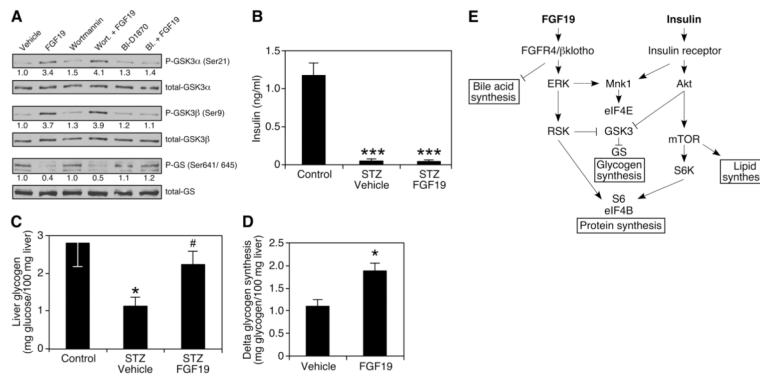 A
Vehicle
FGF19
Wortmannin
Wort. + FGF19
BI-D1870
BI. + FGF19
P-GSK3α (Ser21)
1.0 3.4 1.5 4.1 1.3 1.4
total-GSK3α
P-GSK3β (Ser9)
1.0 3.7 1.3 3.9 1.2 1.1
total-GSK3β
P-GS (Ser641/ 645)
1.0 0.4 1.0 0.5 1.1 1.2
total-GS
B
Insulin (ng/ml)
1.5
1.0
0.5
0
*** ***
Control STZ STZ
Vehicle FGF19
C
Liver glycogen
(mg glucose/100 mg liver)
3
2
1
0
* #
Control STZ STZ
Vehicle FGF19
D
Delta glycogen synthesis
(mg glycogen/100 mg liver)
2.5
2.0
1.5
1.0
0.5
0
*
Vehicle FGF19
E
FGF19 Insulin
FGFR4/βklotho Insulin receptor
Bile acid
synthesis
ERK Mnk1 Akt
eIF4E
RSK GSK3 mTOR
GS
Glycogen
synthesis
Lipid
synthes
S6K
S6
eIF4B
Protein synthesis